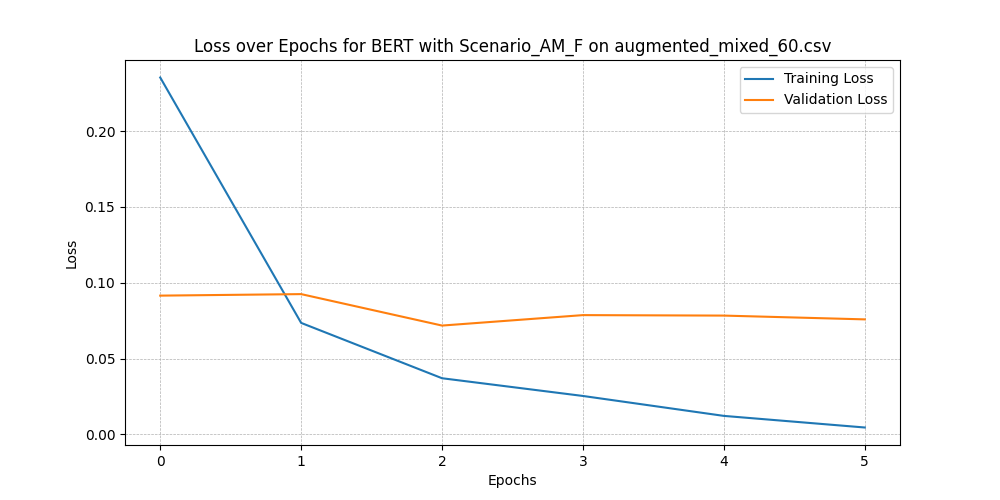 Loss over Epochs for BERT with Scenario_AM_F on augmented_mixed_60.csv
Training Loss
Validation Loss
0.20
0.15
0.10
0.05
0.00
Loss
0 1 2 3 4 5
Epochs